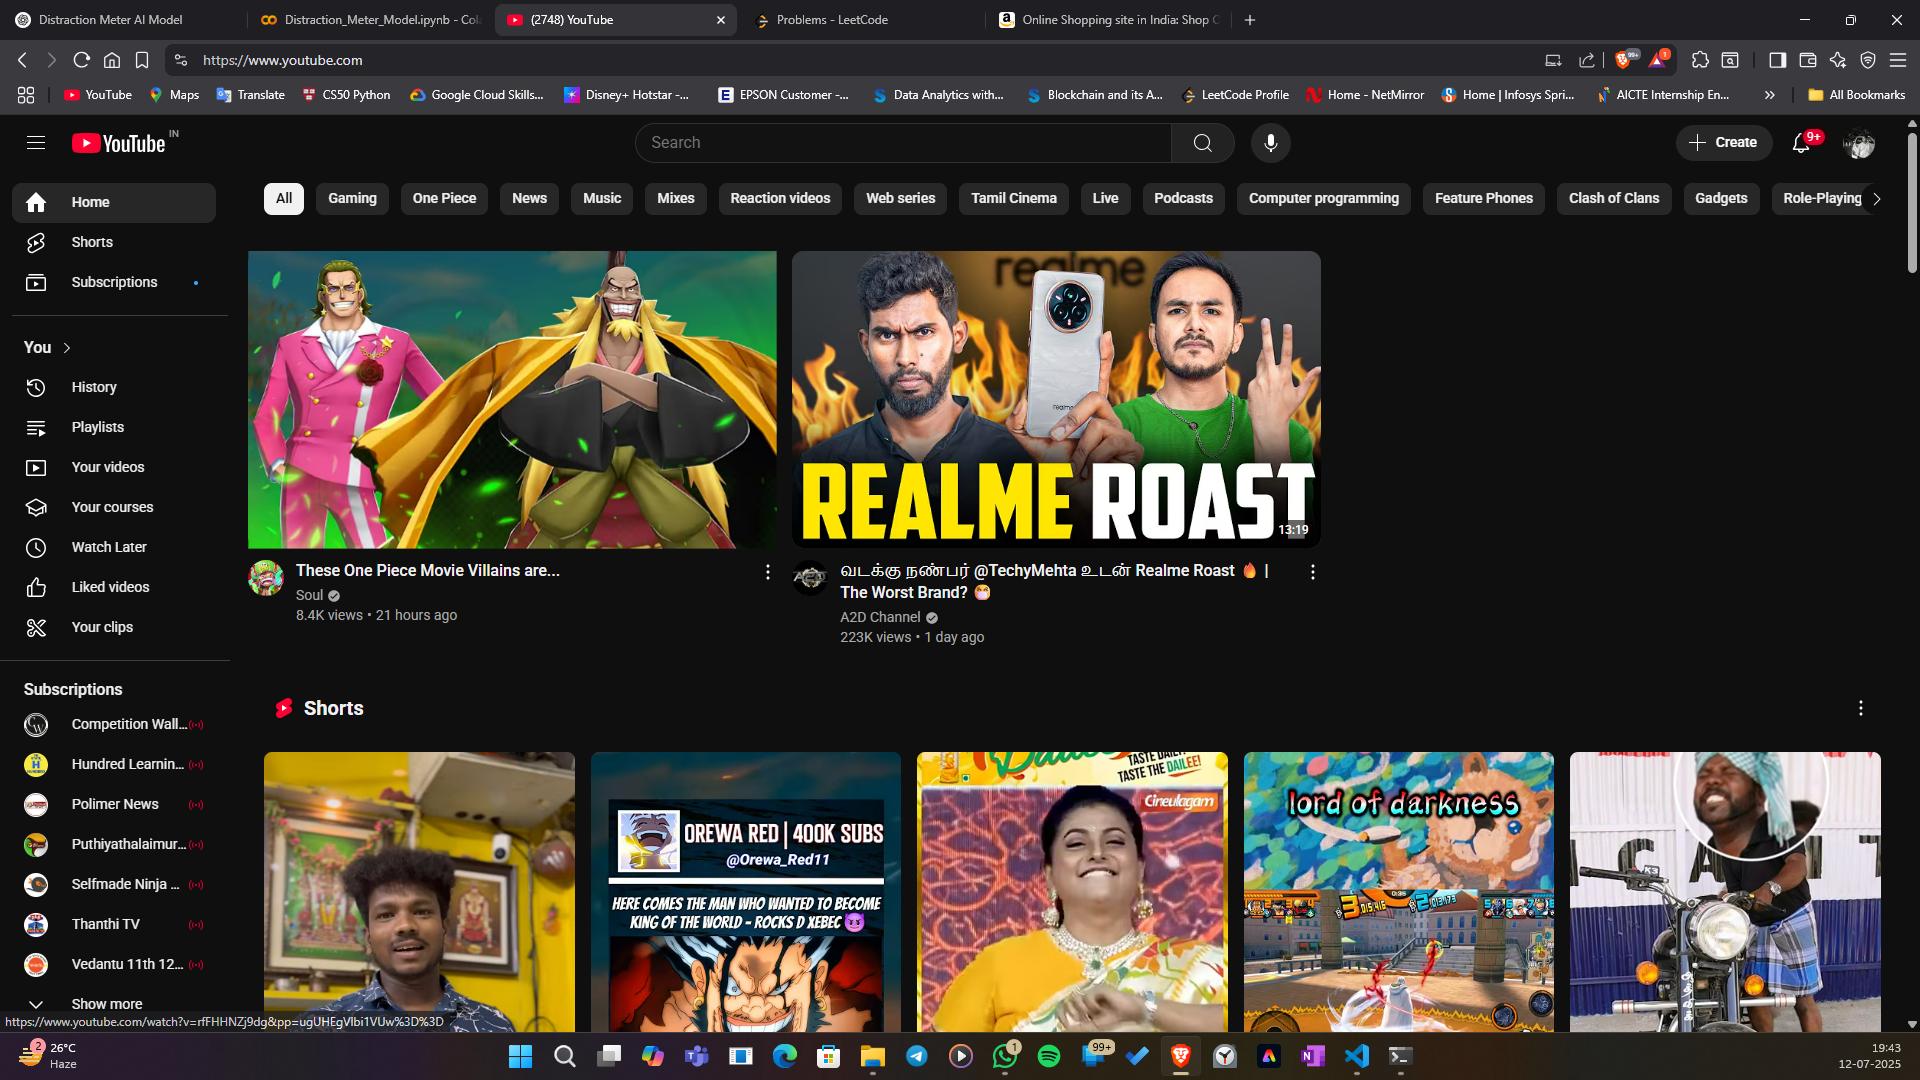 Distraction Meter AI Model
Distraction_Meter_Model.ipynb - Col
(2748) YouTube
Problems - LeetCode
Online Shopping site in India: Shop O
https://www.youtube.com
99+
1
YouTube
Maps
Translate
CS50 Python
Google Cloud Skills...
Disney+ Hotstar -...
EPSON Customer -...
Data Analytics with...
Blockchain and its A...
LeetCode Profile
Home - NetMirror
Home | Infosys Spri...
AICTE Internship En...
All Bookmarks
YouTube IN
Search
Create
9+
Home
Shorts
Subscriptions
You
History
Playlists
Your videos
Your courses
Watch Later
Liked videos
Your clips
Subscriptions
Competition Wall...
Hundred Learnin...
Polimer News
Puthiyathalaimur...
Selfmade Ninja ...
Thanthi TV
Vedantu 11th 12...
Show more
All
Gaming
One Piece
News
Music
Mixes
Reaction videos
Web series
Tamil Cinema
Live
Podcasts
Computer programming
Feature Phones
Clash of Clans
Gadgets
Role-Playing
These One Piece Movie Villains are...
Soul
8.4K views • 21 hours ago
realme
realme
REALME ROAST
13:19
A2D
வடக்கு நண்பர் @TechyMehta உடன் Realme Roast 🔥 |
The Worst Brand? 😷
A2D Channel
223K views • 1 day ago
Shorts
OREWA RED | 400K SUBS
@Orewa_Red11
HERE COMES THE MAN WHO WANTED TO BECOME
KING OF THE WORLD - ROCKS D XEBEC 😈
TASTE DAILY
TASTE THE DAILEE!
Cineulagam
lord of darkness
0:35
https://www.youtube.com/watch?v=rfFHHNZj9dg&pp=ugUHEgVlbi1VUw%3D%3D
2
26°C
Haze
1
99+
19:43
12-07-2025